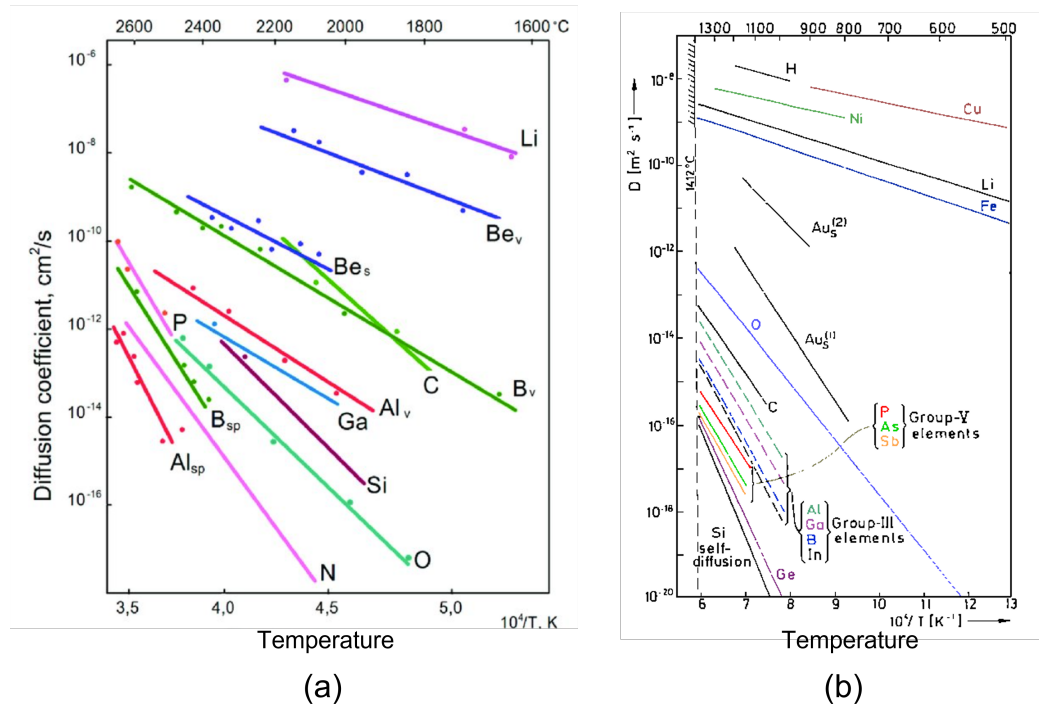 2600 2400 2200 2000 1800 1600 °C
10⁻⁶
10⁻⁸
10⁻¹⁰
10⁻¹²
10⁻¹⁴
10⁻¹⁶
Diffusion coefficient, cm²/s
Li
Beᵥ
Beₛ
P
C
Bᵥ
Alᵥ
Ga
B_sp
Al_sp
Si
O
N
3,5 4,0 4,5 5,0
10⁴/T, K
Temperature
(a)
1300 1100 900 800 700 600 500
10⁻⁸
10⁻¹⁰
10⁻¹²
10⁻¹⁴
10⁻¹⁶
10⁻¹⁸
10⁻²⁰
D [m² s⁻¹]
1412°C
H
Cu
Ni
Li
Fe
Auₛ⁽²⁾
O
Auₛ⁽¹⁾
C
P
As
Sb
Group-V
elements
Al
Ga
B
In
Group-III
elements
Si
self-
diffusion
Ge
6 7 8 9 10 11 12 13
10⁴/T [K⁻¹]
Temperature
(b)